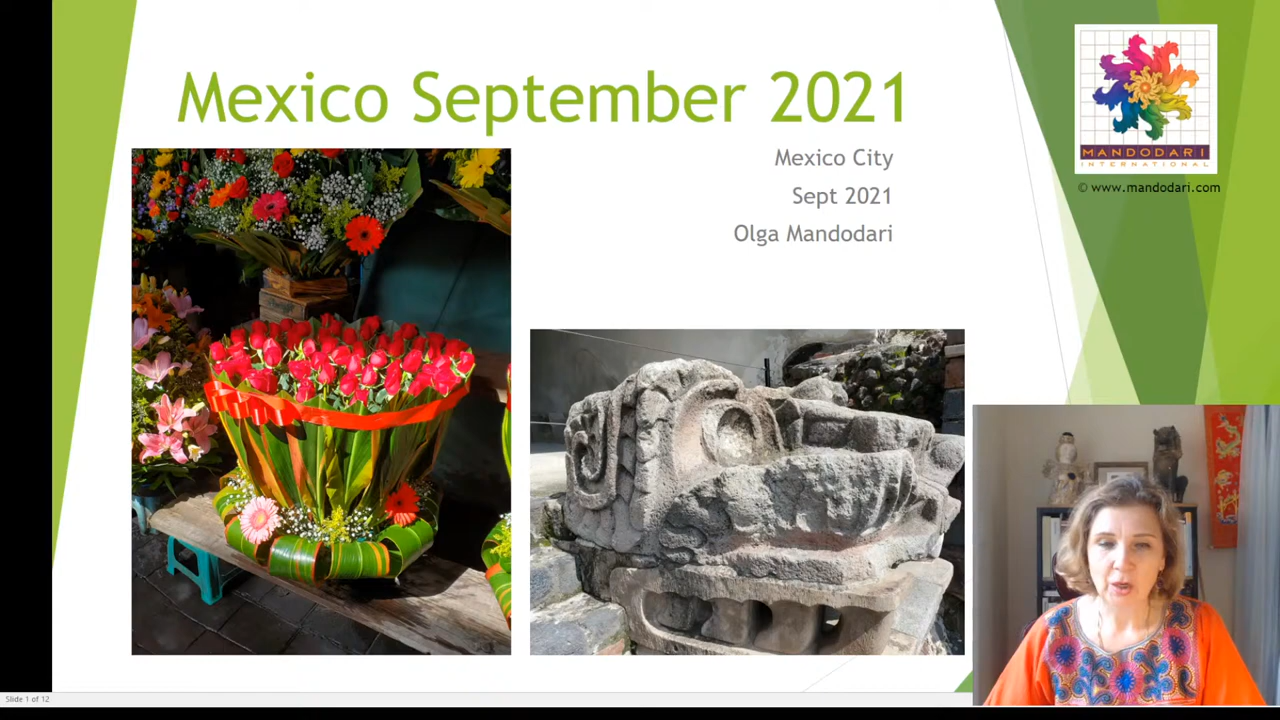 Mexico September 2021
Mexico City
Sept 2021
Olga Mandodari
MANDODARI
INTERNATIONAL
© www.mandodari.com
Slide 1 of 12